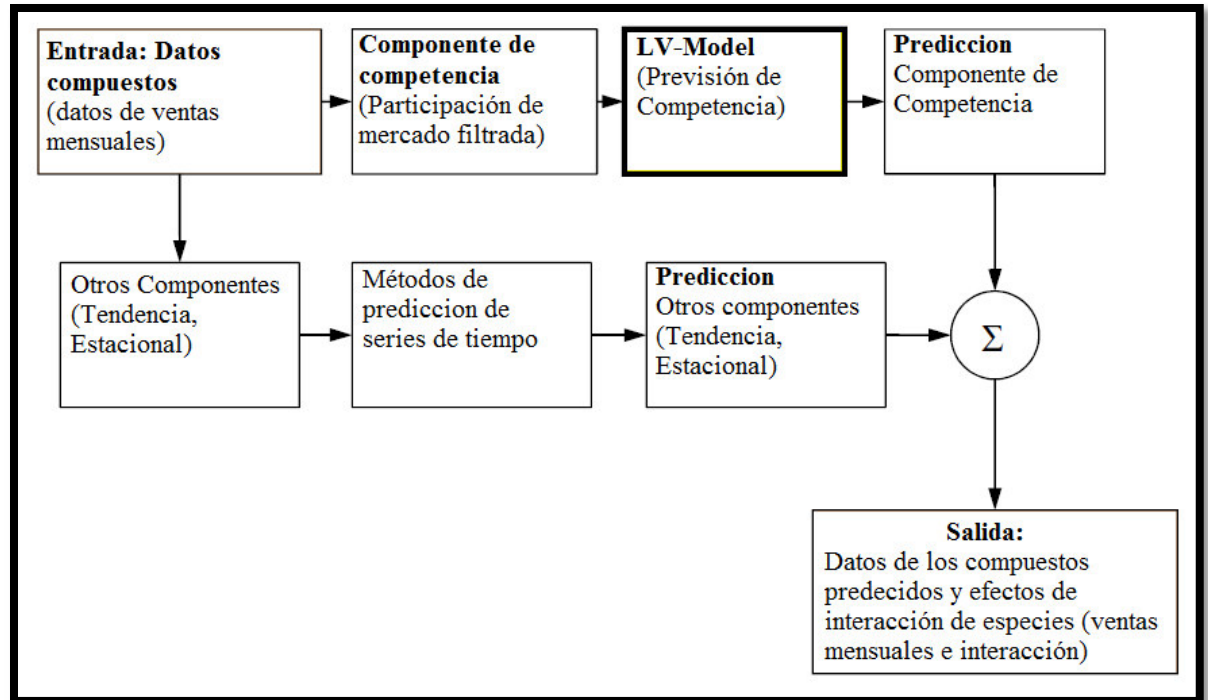 Entrada: Datos
compuestos
(datos de ventas
mensuales)
Componente de
competencia
(Participación de
mercado filtrada)
LV-Model
(Previsión de
Competencia)
Prediccion
Componente de
Competencia
Otros Componentes
(Tendencia,
Estacional)
Métodos de
prediccion de
series de tiempo
Prediccion
Otros componentes
(Tendencia,
Estacional)
Σ
Salida:
Datos de los compuestos
predecidos y efectos de
interacción de especies (ventas
mensuales e interacción)